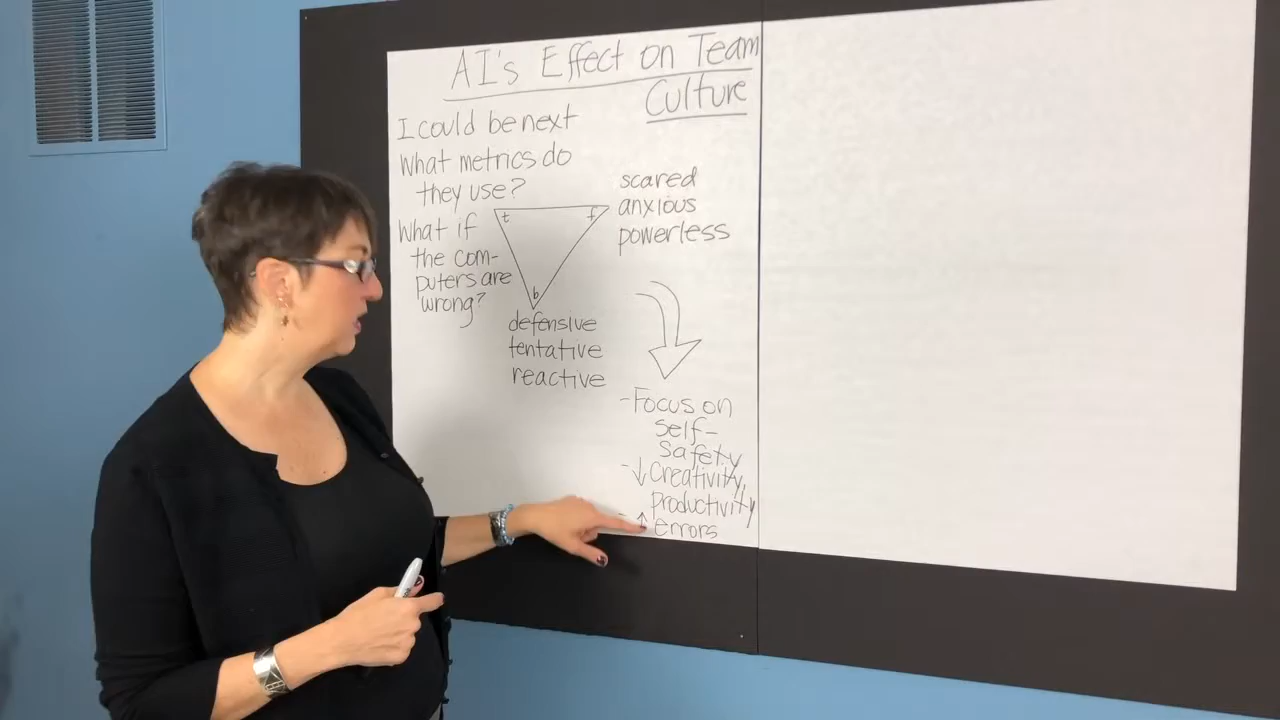 AI's Effect on Team
Culture
I could be next
What metrics do
they use?
What if
the com-
puters are
wrong?
t
f
b
scared
anxious
powerless
defensive
tentative
reactive
- Focus on
self-
safety
- ↓ Creativity,
productivity
- ↑ errors